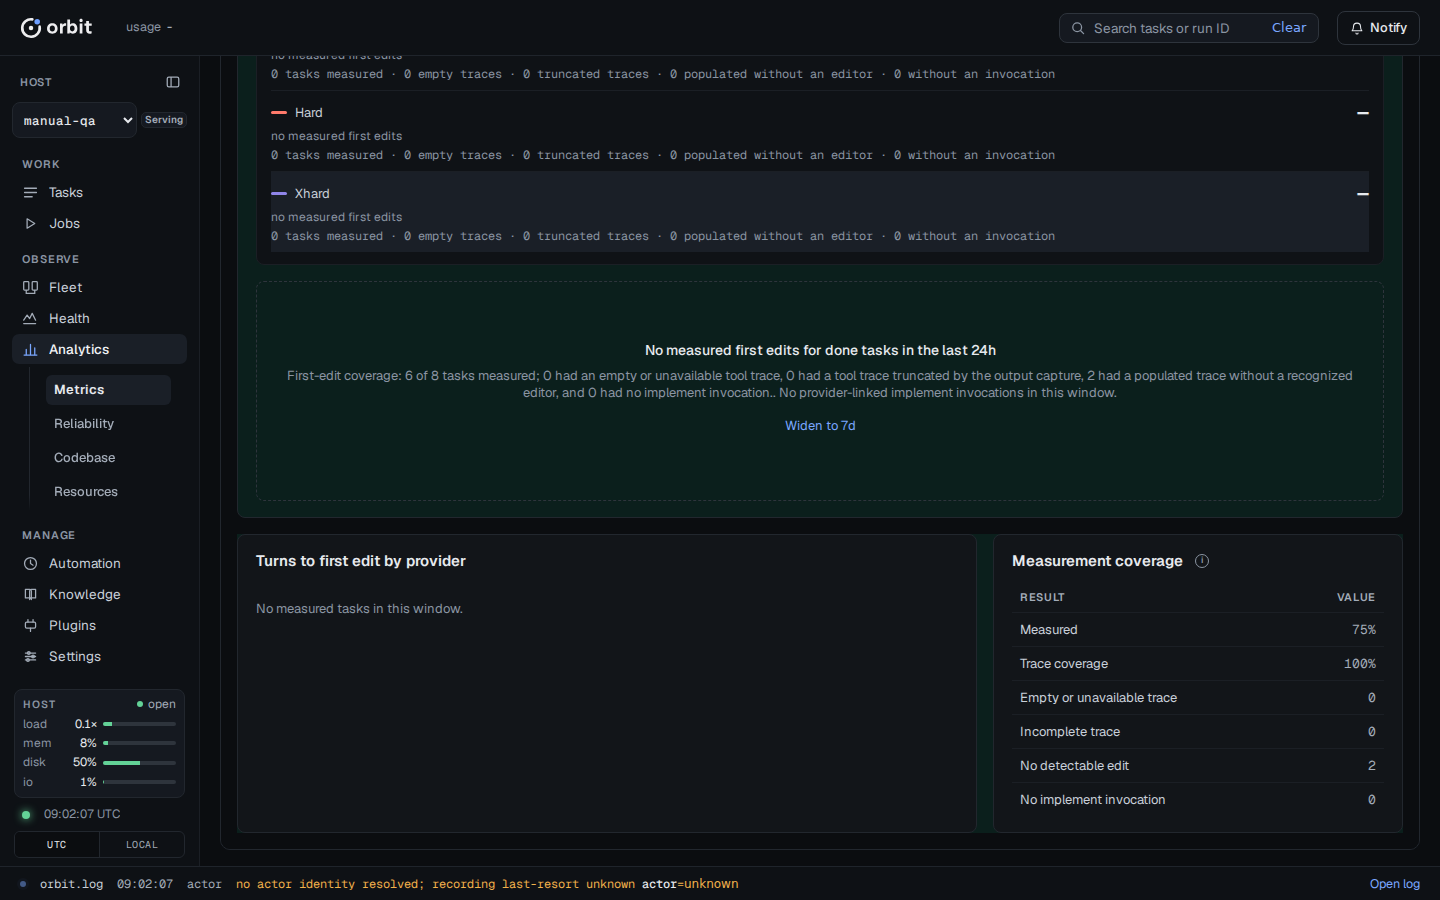 orbit
usage -
Search tasks or run ID
Clear
Notify
HOST
manual-qa
Serving
WORK
Tasks
Jobs
OBSERVE
Fleet
Health
Analytics
Metrics
Reliability
Codebase
Resources
MANAGE
Automation
Knowledge
Plugins
Settings
HOST
open
load 0.1×
mem 8%
disk 50%
io 1%
09:02:07 UTC
UTC
LOCAL
no measured first edits
0 tasks measured · 0 empty traces · 0 truncated traces · 0 populated without an editor · 0 without an invocation
Hard —
no measured first edits
0 tasks measured · 0 empty traces · 0 truncated traces · 0 populated without an editor · 0 without an invocation
Xhard —
no measured first edits
0 tasks measured · 0 empty traces · 0 truncated traces · 0 populated without an editor · 0 without an invocation
No measured first edits for done tasks in the last 24h
First-edit coverage: 6 of 8 tasks measured; 0 had an empty or unavailable tool trace, 0 had a tool trace truncated by the output capture, 2 had a populated trace without a recognized
editor, and 0 had no implement invocation.. No provider-linked implement invocations in this window.
Widen to 7d
Turns to first edit by provider
No measured tasks in this window.
Measurement coverage
RESULT VALUE
Measured 75%
Trace coverage 100%
Empty or unavailable trace 0
Incomplete trace 0
No detectable edit 2
No implement invocation 0
orbit.log 09:02:07 actor no actor identity resolved; recording last-resort unknown actor=unknown
Open log